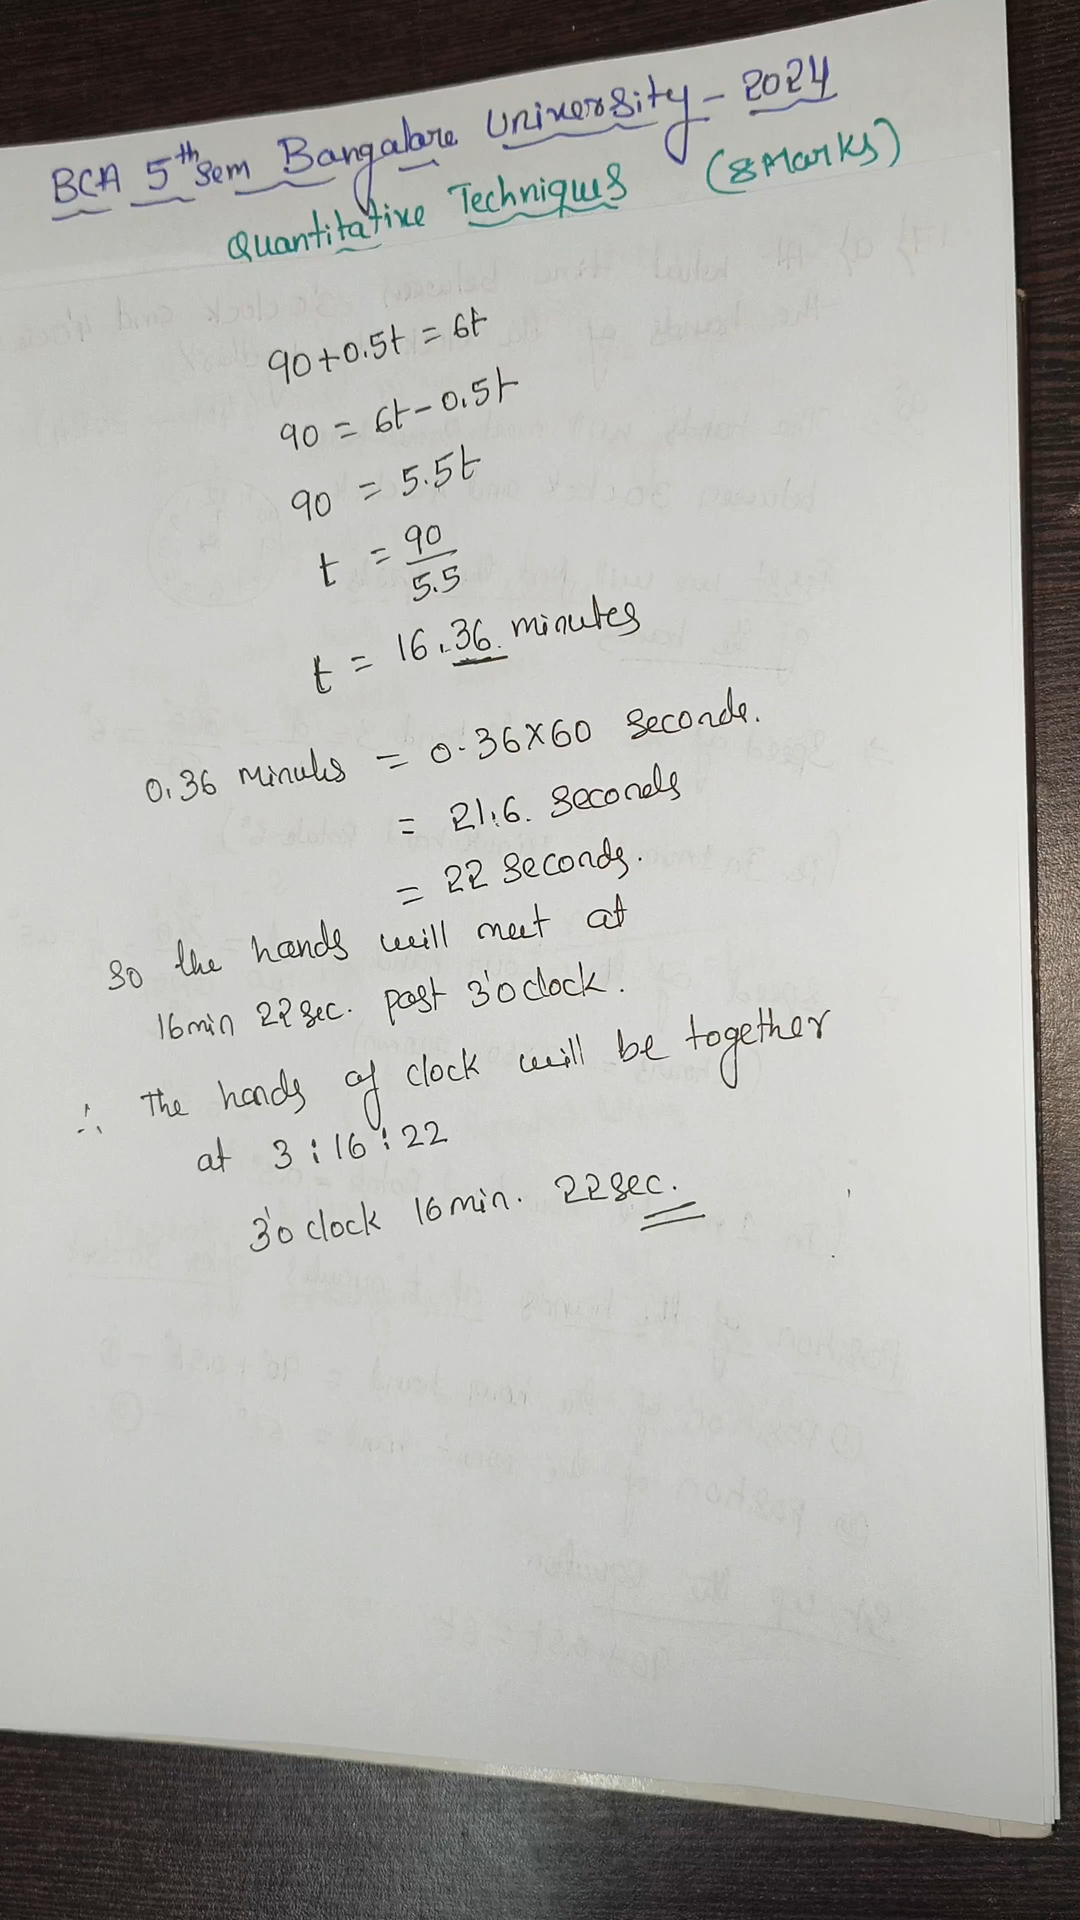 BCA 5th Sem Bangalore University - 2024
Quantitative Techniques (8 Marks)
90+0.5t = 6t
90 = 6t - 0.5t
90 = 5.5t
t = 90/5.5
t = 16.36 minutes
0.36 minutes = 0.36×60 seconds.
= 21.6 seconds
= 22 seconds.
So the hands will meet at
16min 22sec. past 3'o clock.
∴ The hands of clock will be together
at 3:16:22
3'o clock 16min. 22sec.